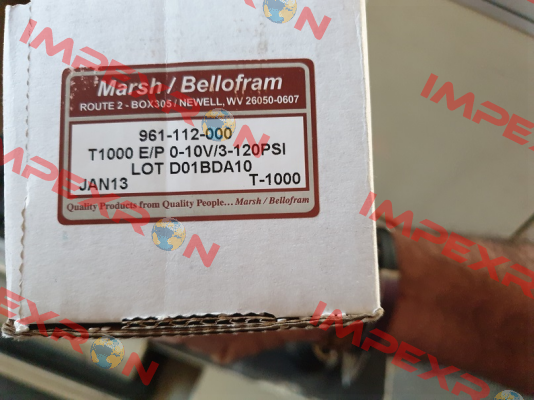 Marsh / Bellofram
ROUTE 2 - BOX305 / NEWELL, WV 26050-0607
961-112-000
T1000 E/P 0-10V/3-120PSI
LOT D01BDA10
JAN13 T-1000
Quality Products from Quality People... Marsh / Bellofram
IMPEXRON
IMPEXRON
IMPEXRON
IMPEXRON
IMPEXRON